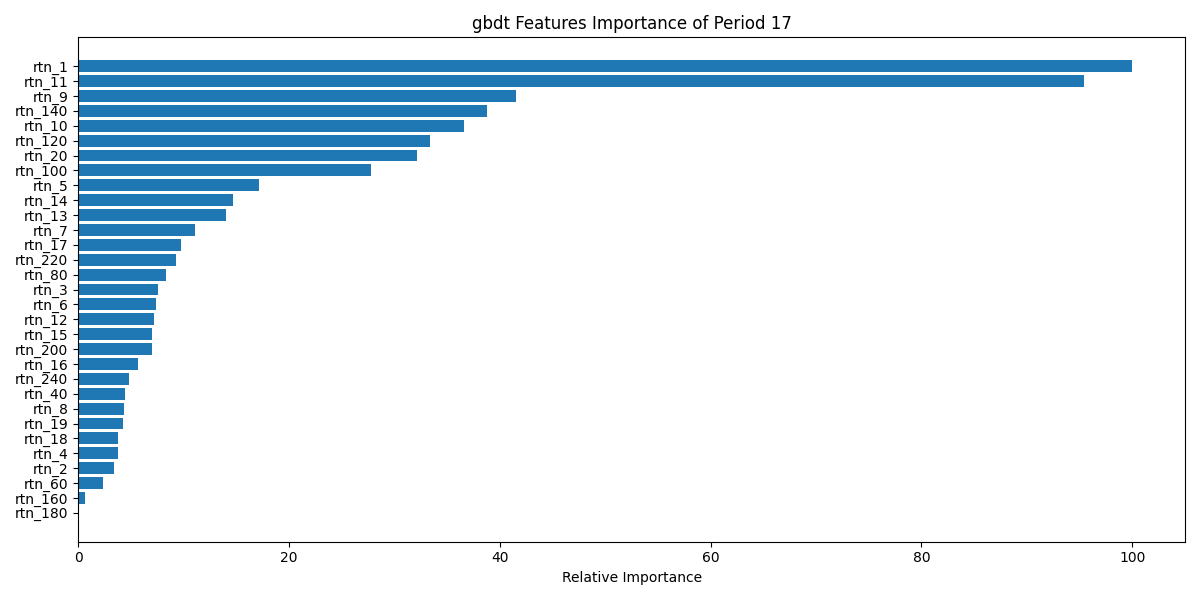 gbdt Features Importance of Period 17
rtn_1
rtn_11
rtn_9
rtn_140
rtn_10
rtn_120
rtn_20
rtn_100
rtn_5
rtn_14
rtn_13
rtn_7
rtn_17
rtn_220
rtn_80
rtn_3
rtn_6
rtn_12
rtn_15
rtn_200
rtn_16
rtn_240
rtn_40
rtn_8
rtn_19
rtn_18
rtn_4
rtn_2
rtn_60
rtn_160
rtn_180
0 20 40 60 80 100
Relative Importance